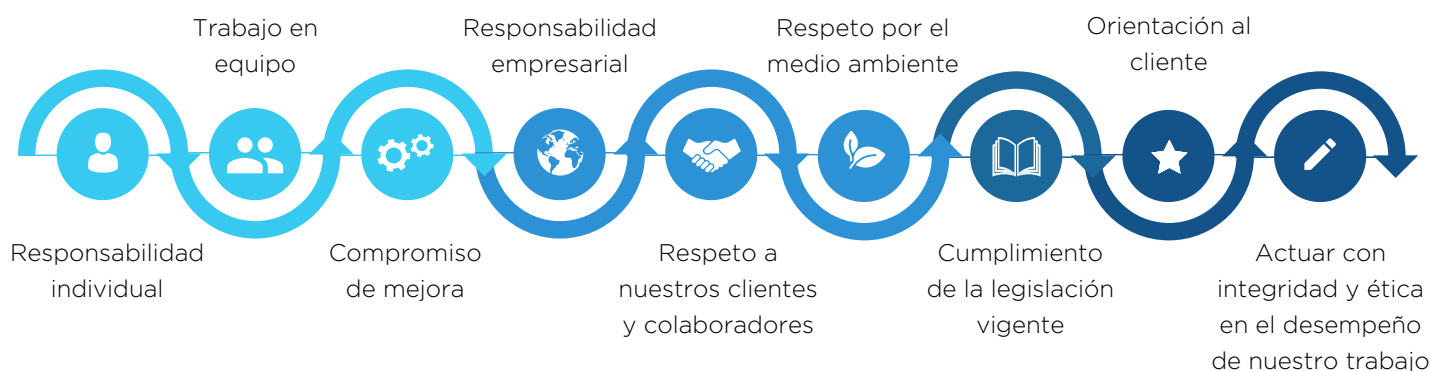 Responsabilidad
individual
Trabajo en
equipo
Compromiso
de mejora
Responsabilidad
empresarial
Respeto a
nuestros clientes
y colaboradores
Respeto por el
medio ambiente
Cumplimiento
de la legislación
vigente
Orientación al
cliente
Actuar con
integridad y ética
en el desempeño
de nuestro trabajo